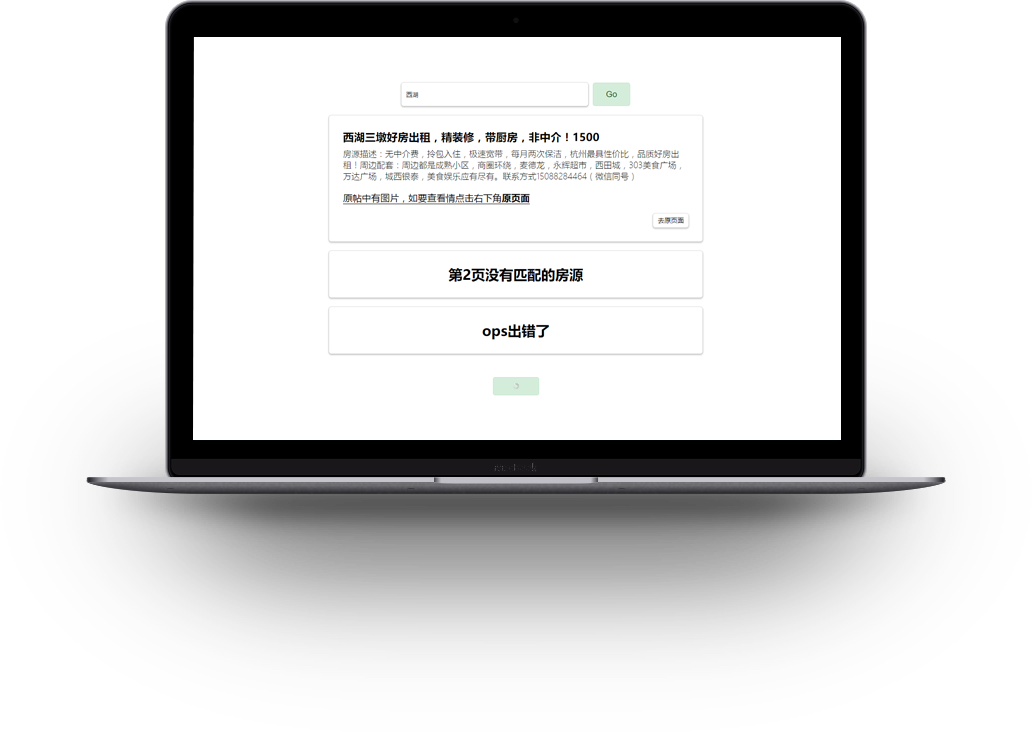 西湖
Go
西湖三墩好房出租，精装修，带厨房，非中介！1500
房源描述：无中介费，拎包入住，极速宽带，每月两次保洁，杭州最具性价比，品质好房出
租！周边配套：周边都是成熟小区，商圈环绕，麦德龙，永辉超市，西田城，303美食广场，
万达广场，城西银泰，美食娱乐应有尽有。联系方式15088284464（微信同号）
原帖中有图片，如要查看情点击右下角原页面
去原页面
第2页没有匹配的房源
ops出错了